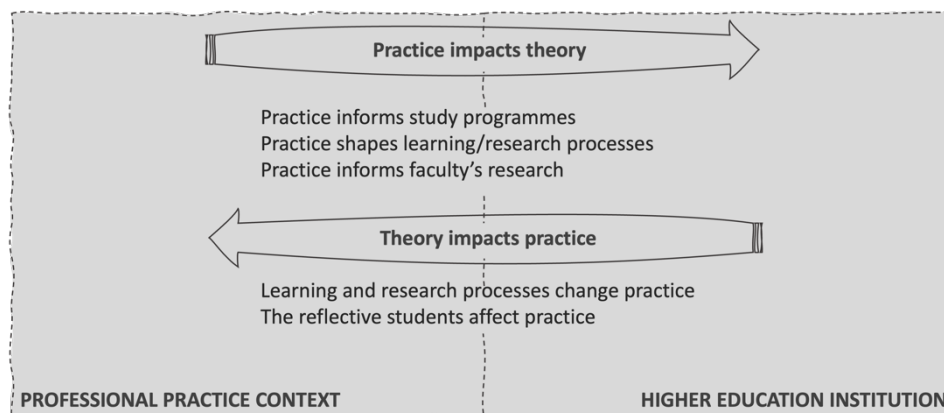 Practice impacts theory
Practice informs study programmes
Practice shapes learning/research processes
Practice informs faculty's research
Theory impacts practice
Learning and research processes change practice
The reflective students affect practice
PROFESSIONAL PRACTICE CONTEXT
HIGHER EDUCATION INSTITUTION